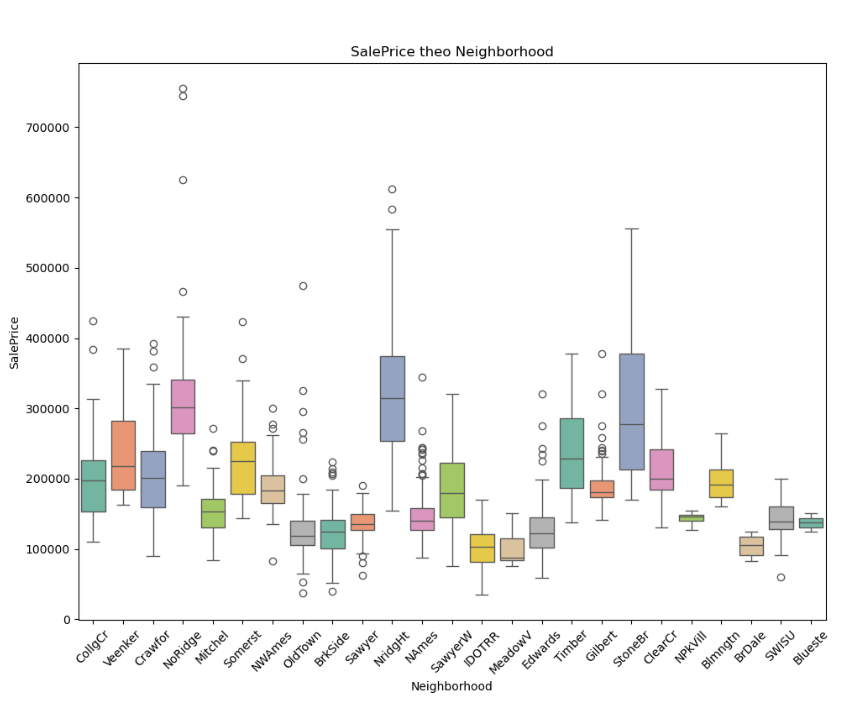 SalePrice theo Neighborhood
SalePrice
700000
600000
500000
400000
300000
200000
100000
0
CollgCr
Veenker
Crawfor
NoRidge
Mitchel
Somerst
NWAmes
OldTown
BrkSide
Sawyer
NridgHt
NAmes
SawyerW
IDOTRR
MeadowV
Edwards
Timber
Gilbert
StoneBr
ClearCr
NPkVill
Blmngtn
BrDale
SWISU
Blueste
Neighborhood